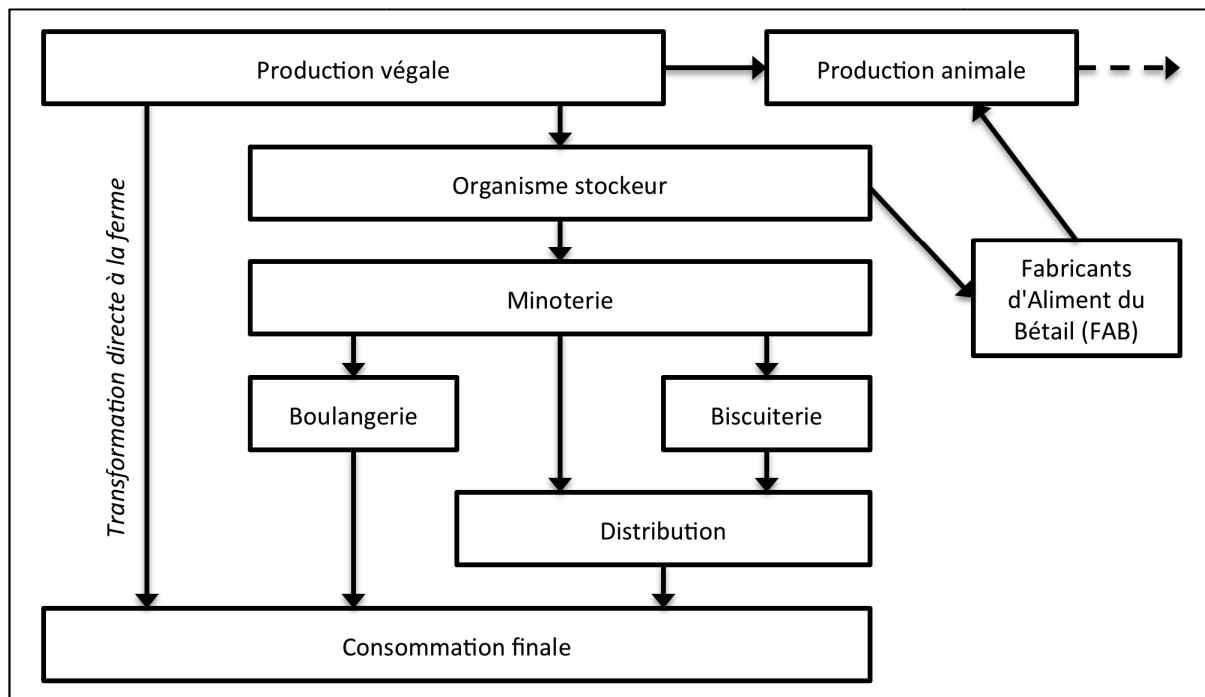 Production végale
Production animale
Organisme stockeur
Transformation directe à la ferme
Fabricants
d'Aliment du
Bétail (FAB)
Minoterie
Boulangerie
Biscuiterie
Distribution
Consommation finale